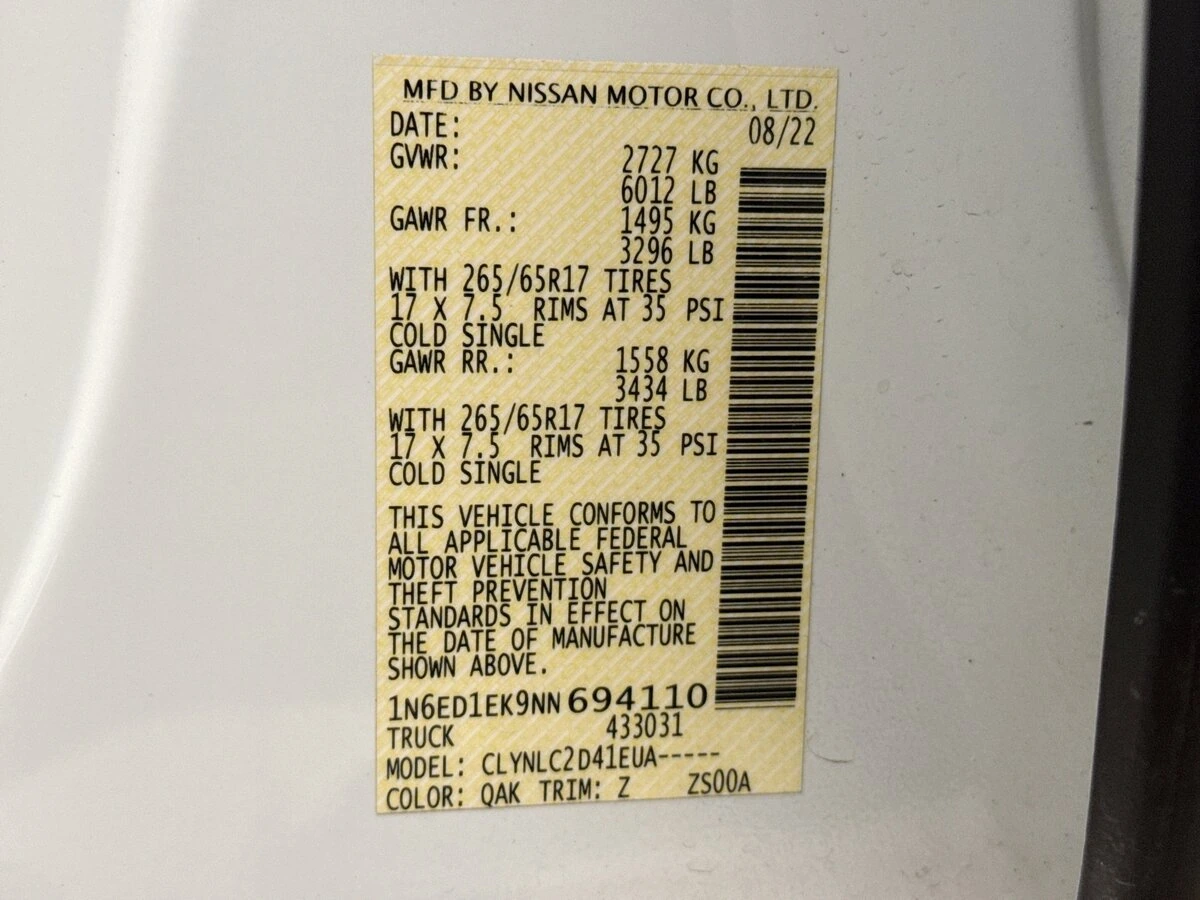 MFD BY NISSAN MOTOR CO., LTD.
DATE: 08/22
GVWR: 2727 KG
6012 LB
GAWR FR.: 1495 KG
3296 LB
WITH 265/65R17 TIRES
17 X 7.5 RIMS AT 35 PSI
COLD SINGLE
GAWR RR.: 1558 KG
3434 LB
WITH 265/65R17 TIRES
17 X 7.5 RIMS AT 35 PSI
COLD SINGLE
THIS VEHICLE CONFORMS TO
ALL APPLICABLE FEDERAL
MOTOR VEHICLE SAFETY AND
THEFT PREVENTION
STANDARDS IN EFFECT ON
THE DATE OF MANUFACTURE
SHOWN ABOVE.
1N6ED1EK9NN694110
TRUCK 433031
MODEL: CLYNLC2D41EUA-----
COLOR: QAK TRIM: Z ZS00A